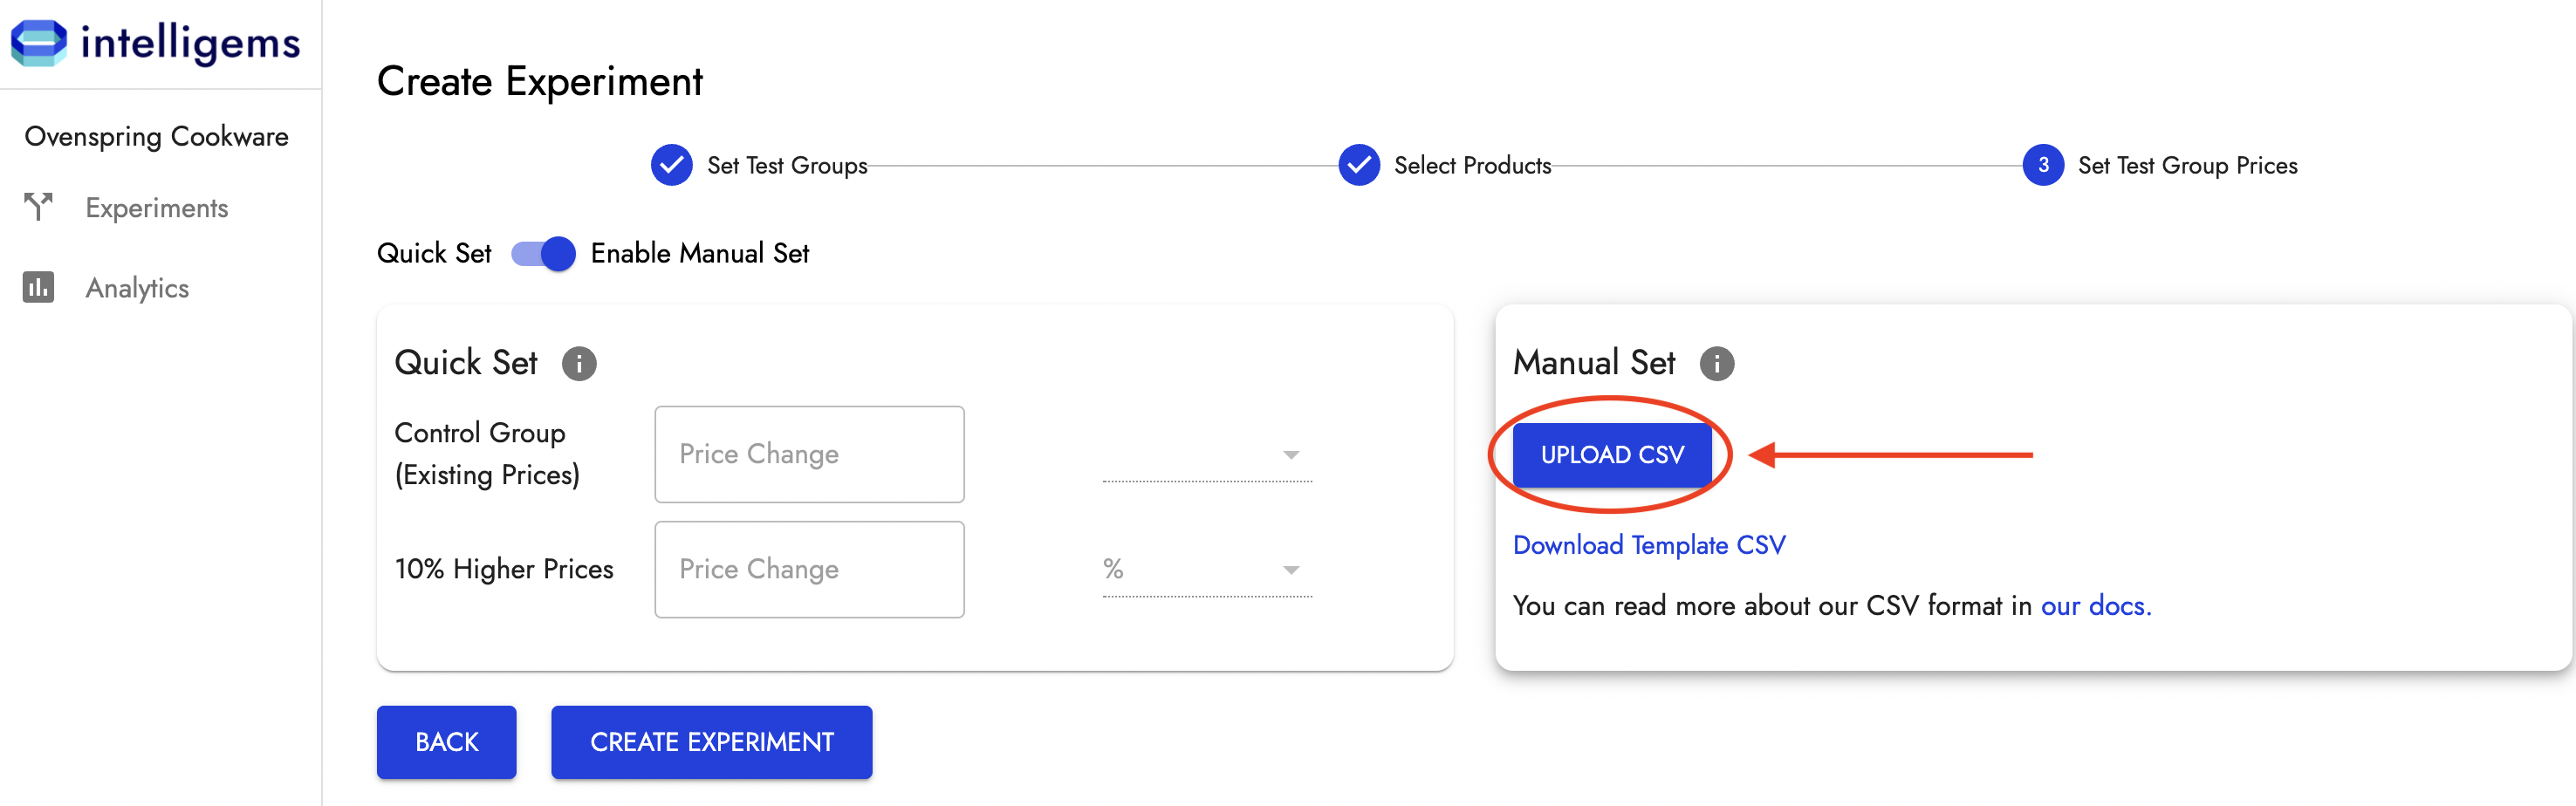 intelligems
Ovenspring Cookware
Experiments
Analytics
Create Experiment
Set Test Groups
Select Products
3 Set Test Group Prices
Quick Set
Enable Manual Set
Quick Set i
Control Group
(Existing Prices)
Price Change
10% Higher Prices
Price Change
%
Manual Set i
UPLOAD CSV
Download Template CSV
You can read more about our CSV format in our docs.
BACK
CREATE EXPERIMENT